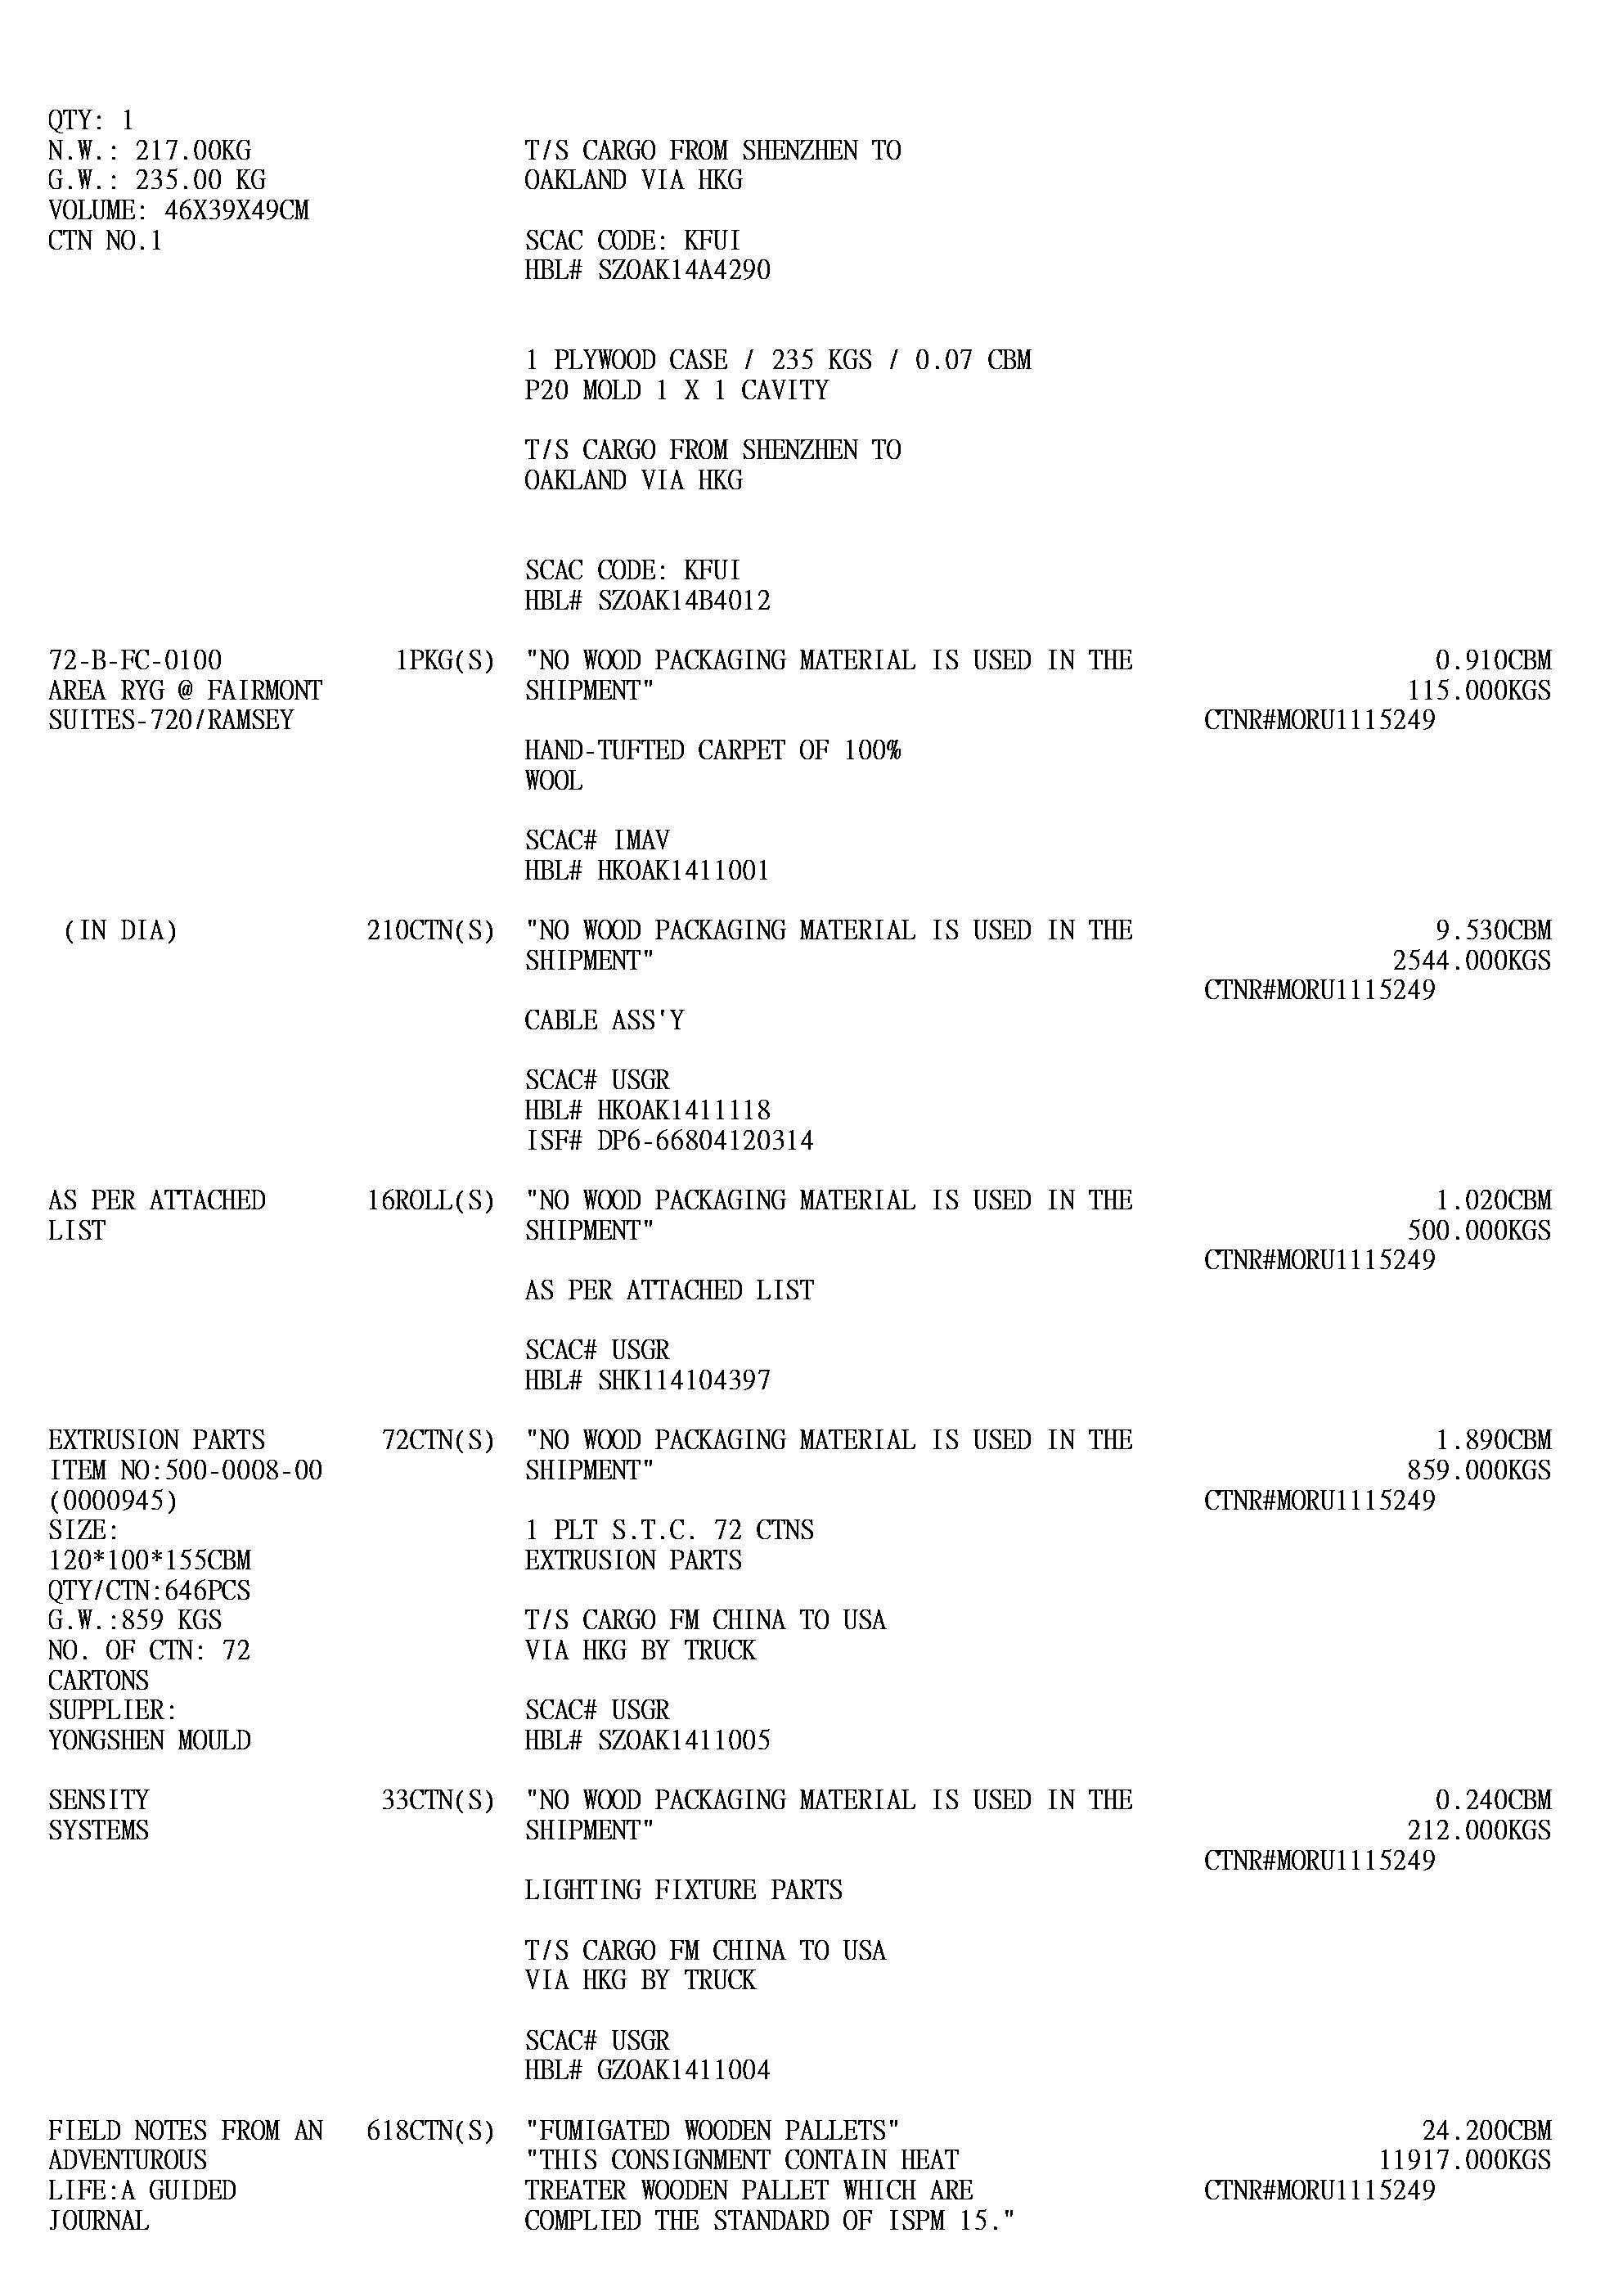 QTY: 1
N.W.: 217.00KG T/S CARGO FROM SHENZHEN TO
G.W.: 235.00 KG OAKLAND VIA HKG
VOLUME: 46X39X49CM
CTN NO.1 SCAC CODE: KFUI
HBL# SZOAK14A4290
1 PLYWOOD CASE / 235 KGS / 0.07 CBM
P20 MOLD 1 X 1 CAVITY
T/S CARGO FROM SHENZHEN TO
OAKLAND VIA HKG
SCAC CODE: KFUI
HBL# SZOAK14B4012
72-B-FC-0100 1PKG(S) "NO WOOD PACKAGING MATERIAL IS USED IN THE 0.910CBM
AREA RYG @ FAIRMONT SHIPMENT" 115.000KGS
SUITES-720/RAMSEY CTNR#MORU1115249
HAND-TUFTED CARPET OF 100%
WOOL
SCAC# IMAV
HBL# HKOAK1411001
(IN DIA) 210CTN(S) "NO WOOD PACKAGING MATERIAL IS USED IN THE 9.530CBM
SHIPMENT" 2544.000KGS
CTNR#MORU1115249
CABLE ASS'Y
SCAC# USGR
HBL# HKOAK1411118
ISF# DP6-66804120314
AS PER ATTACHED 16ROLL(S) "NO WOOD PACKAGING MATERIAL IS USED IN THE 1.020CBM
LIST SHIPMENT" 500.000KGS
CTNR#MORU1115249
AS PER ATTACHED LIST
SCAC# USGR
HBL# SHK114104397
EXTRUSION PARTS 72CTN(S) "NO WOOD PACKAGING MATERIAL IS USED IN THE 1.890CBM
ITEM NO:500-0008-00 SHIPMENT" 859.000KGS
(0000945) CTNR#MORU1115249
SIZE: 1 PLT S.T.C. 72 CTNS
120*100*155CBM EXTRUSION PARTS
QTY/CTN:646PCS
G.W.:859 KGS T/S CARGO FM CHINA TO USA
NO. OF CTN: 72 VIA HKG BY TRUCK
CARTONS
SUPPLIER: SCAC# USGR
YONGSHEN MOULD HBL# SZOAK1411005
SENSITY 33CTN(S) "NO WOOD PACKAGING MATERIAL IS USED IN THE 0.240CBM
SYSTEMS SHIPMENT" 212.000KGS
CTNR#MORU1115249
LIGHTING FIXTURE PARTS
T/S CARGO FM CHINA TO USA
VIA HKG BY TRUCK
SCAC# USGR
HBL# GZOAK1411004
FIELD NOTES FROM AN 618CTN(S) "FUMIGATED WOODEN PALLETS" 24.200CBM
ADVENTUROUS "THIS CONSIGNMENT CONTAIN HEAT 11917.000KGS
LIFE:A GUIDED TREATER WOODEN PALLET WHICH ARE CTNR#MORU1115249
JOURNAL COMPLIED THE STANDARD OF ISPM 15."